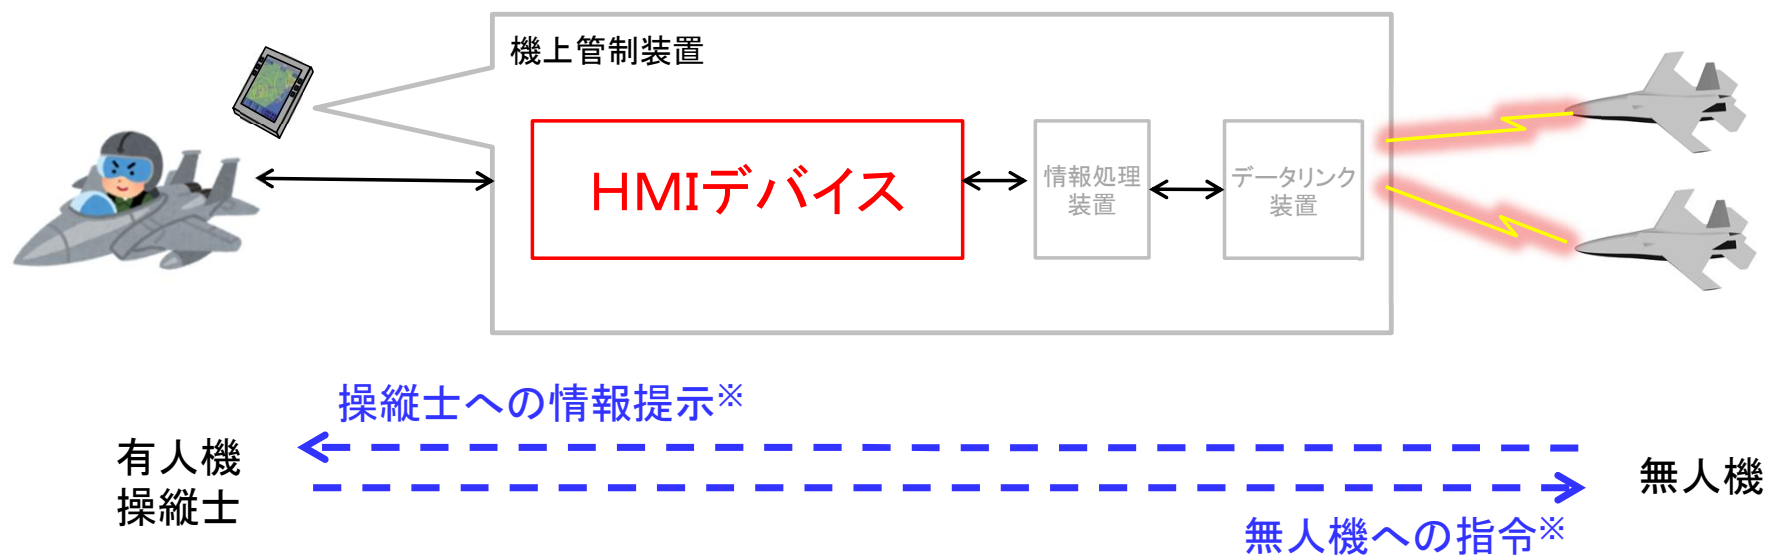 機上管制装置
HMIデバイス
情報処理
装置
データリンク
装置
操縦士への情報提示※
有人機
操縦士
無人機
無人機への指令※